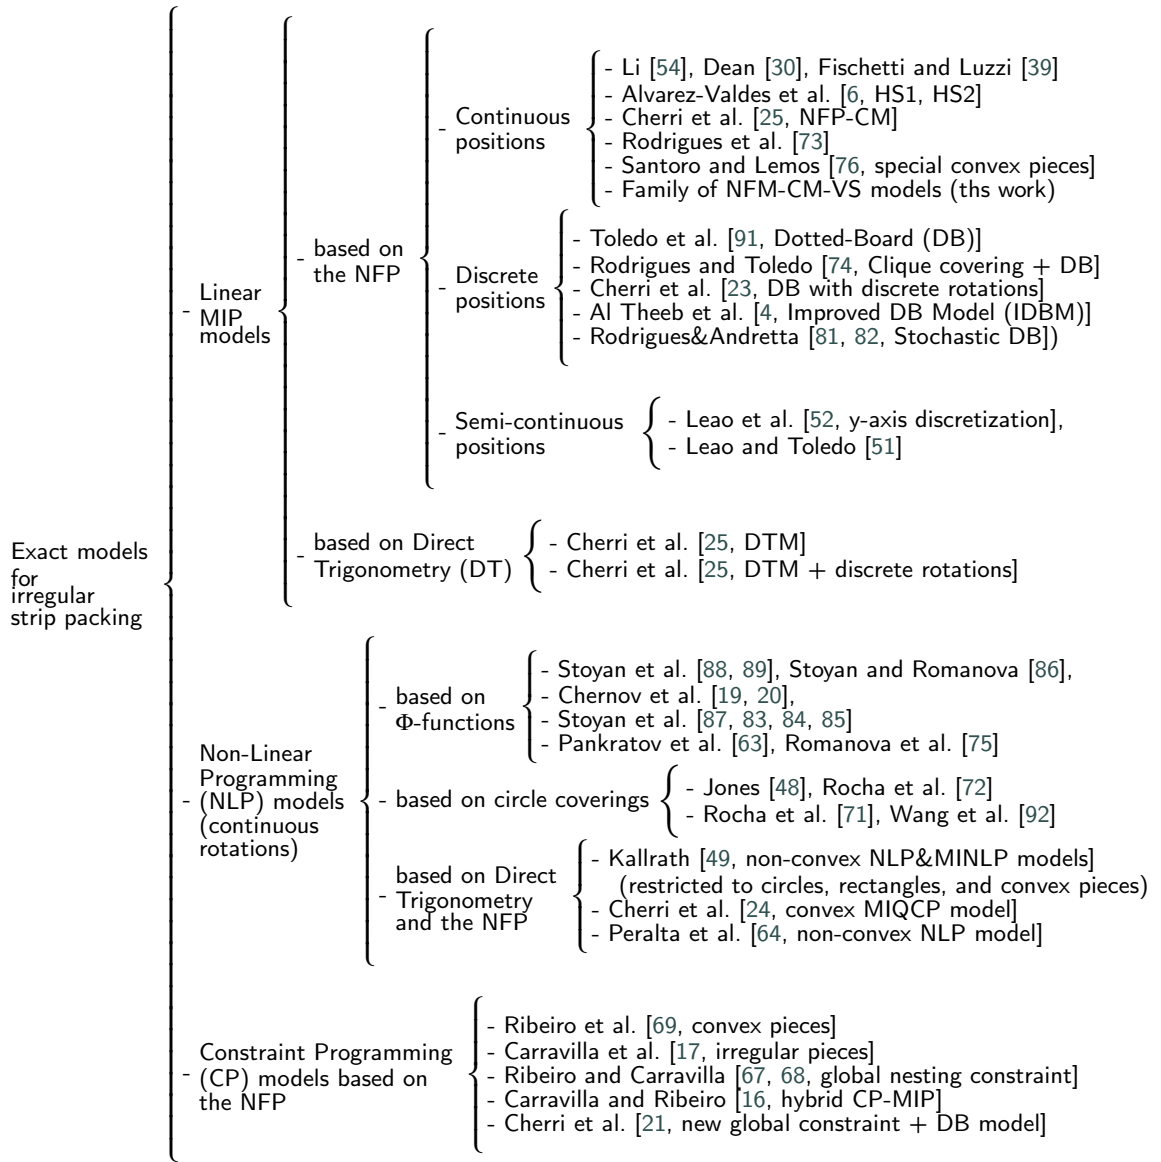 Exact models
for
irregular
strip packing
- Linear
MIP
models
- based on
the NFP
- Continuous
positions
- Li [54], Dean [30], Fischetti and Luzzi [39]
- Alvarez-Valdes et al. [6, HS1, HS2]
- Cherri et al. [25, NFP-CM]
- Rodrigues et al. [73]
- Santoro and Lemos [76, special convex pieces]
- Family of NFM-CM-VS models (ths work)
- Discrete
positions
- Toledo et al. [91, Dotted-Board (DB)]
- Rodrigues and Toledo [74, Clique covering + DB]
- Cherri et al. [23, DB with discrete rotations]
- Al Theeb et al. [4, Improved DB Model (IDBM)]
- Rodrigues&Andretta [81, 82, Stochastic DB])
- Semi-continuous
positions
- Leao et al. [52, y-axis discretization],
- Leao and Toledo [51]
- based on Direct
Trigonometry (DT)
- Cherri et al. [25, DTM]
- Cherri et al. [25, DTM + discrete rotations]
- Non-Linear
Programming
(NLP) models
(continuous
rotations)
- based on
Φ-functions
- Stoyan et al. [88, 89], Stoyan and Romanova [86],
- Chernov et al. [19, 20],
- Stoyan et al. [87, 83, 84, 85]
- Pankratov et al. [63], Romanova et al. [75]
- based on circle coverings
- Jones [48], Rocha et al. [72]
- Rocha et al. [71], Wang et al. [92]
- based on Direct
Trigonometry
and the NFP
- Kallrath [49, non-convex NLP&MINLP models]
(restricted to circles, rectangles, and convex pieces)
- Cherri et al. [24, convex MIQCP model]
- Peralta et al. [64, non-convex NLP model]
- Constraint Programming
(CP) models based on
the NFP
- Ribeiro et al. [69, convex pieces]
- Carravilla et al. [17, irregular pieces]
- Ribeiro and Carravilla [67, 68, global nesting constraint]
- Carravilla and Ribeiro [16, hybrid CP-MIP]
- Cherri et al. [21, new global constraint + DB model]